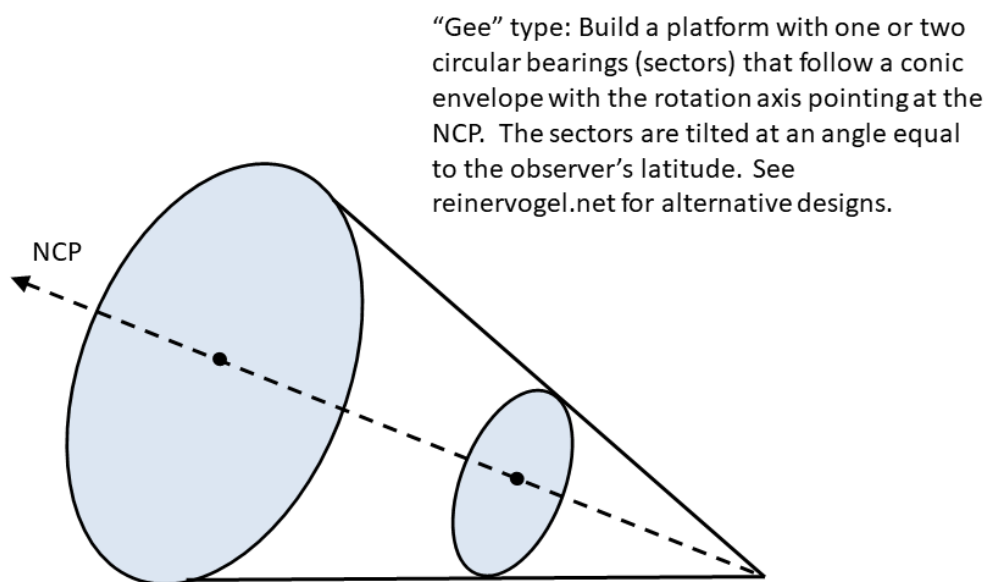 “Gee” type: Build a platform with one or two
circular bearings (sectors) that follow a conic
envelope with the rotation axis pointing at the
NCP.  The sectors are tilted at an angle equal
to the observer’s latitude.  See
reinervogel.net for alternative designs.
NCP